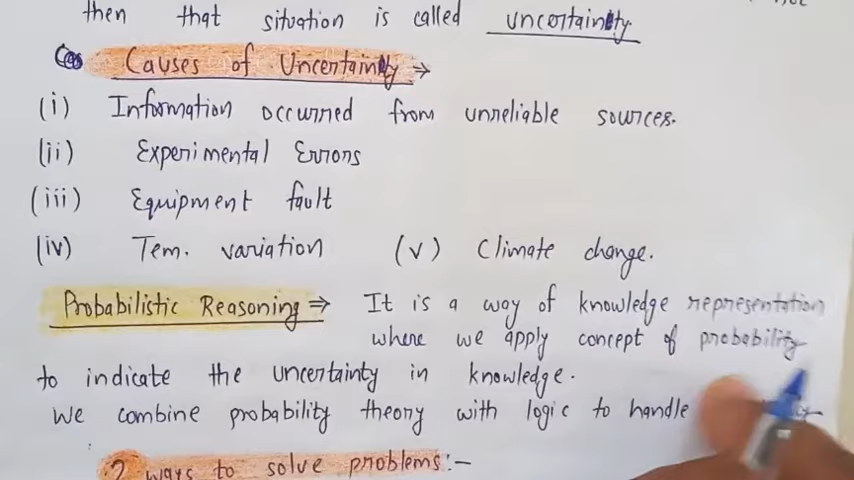 then that situation is called uncertainity.
Causes of Uncertainity →
(i) Information occurred from unreliable sources.
(ii) Experimental Errors
(iii) Equipment fault
(iv) Tem. variation (v) Climate change.
Probabilistic Reasoning ⇒ It is a way of knowledge representation
where we apply concept of probability
to indicate the uncertainty in knowledge.
We combine probability theory with logic to handle
2 ways to solve problems:-